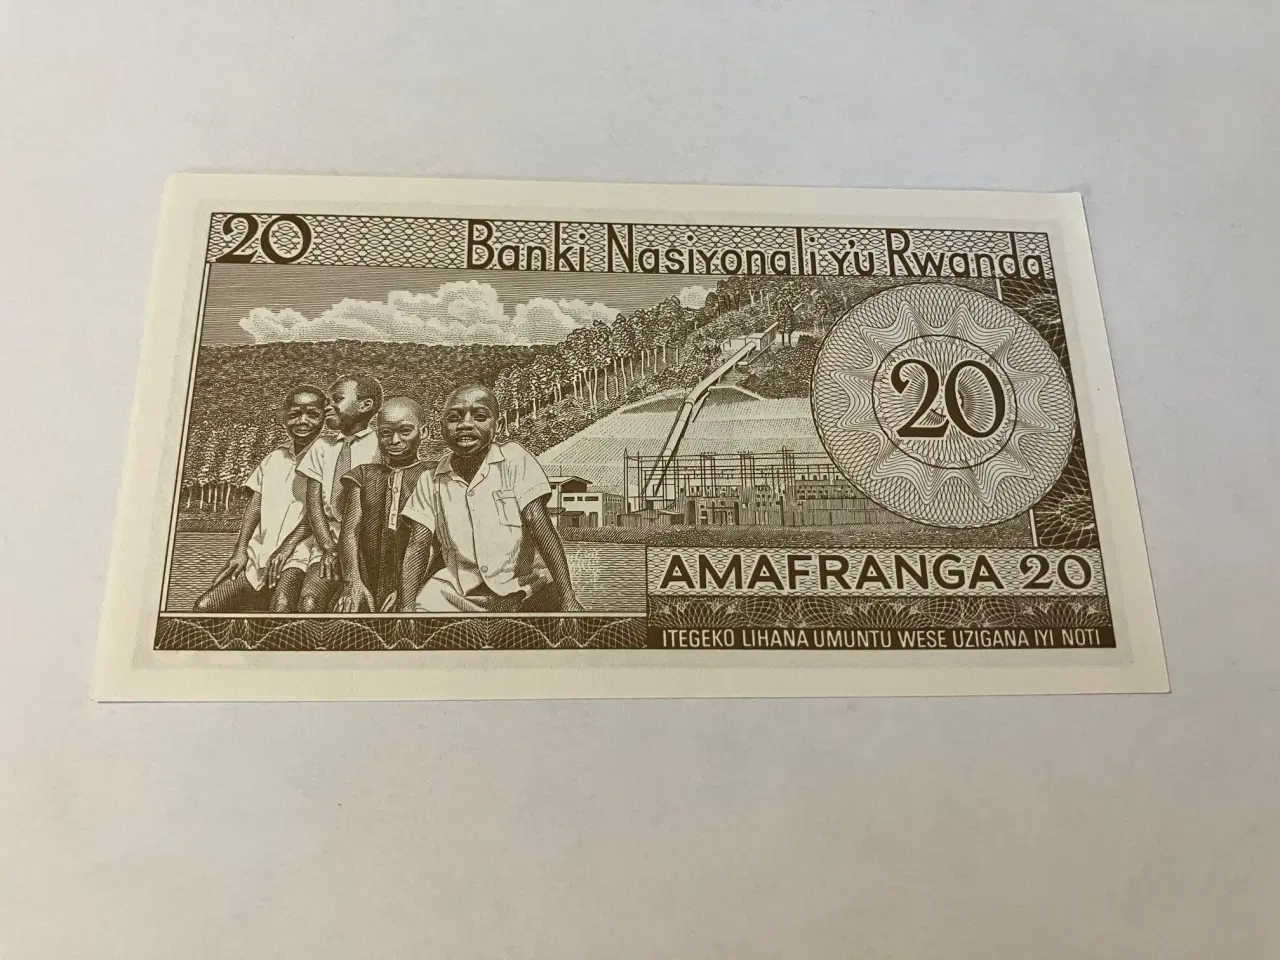 20 Banki Nasiyonali y'u Rwanda
20
AMAFRANGA 20
ITEGEKO LIHANA UMUNTU WESE UZIGANA IYI NOTI